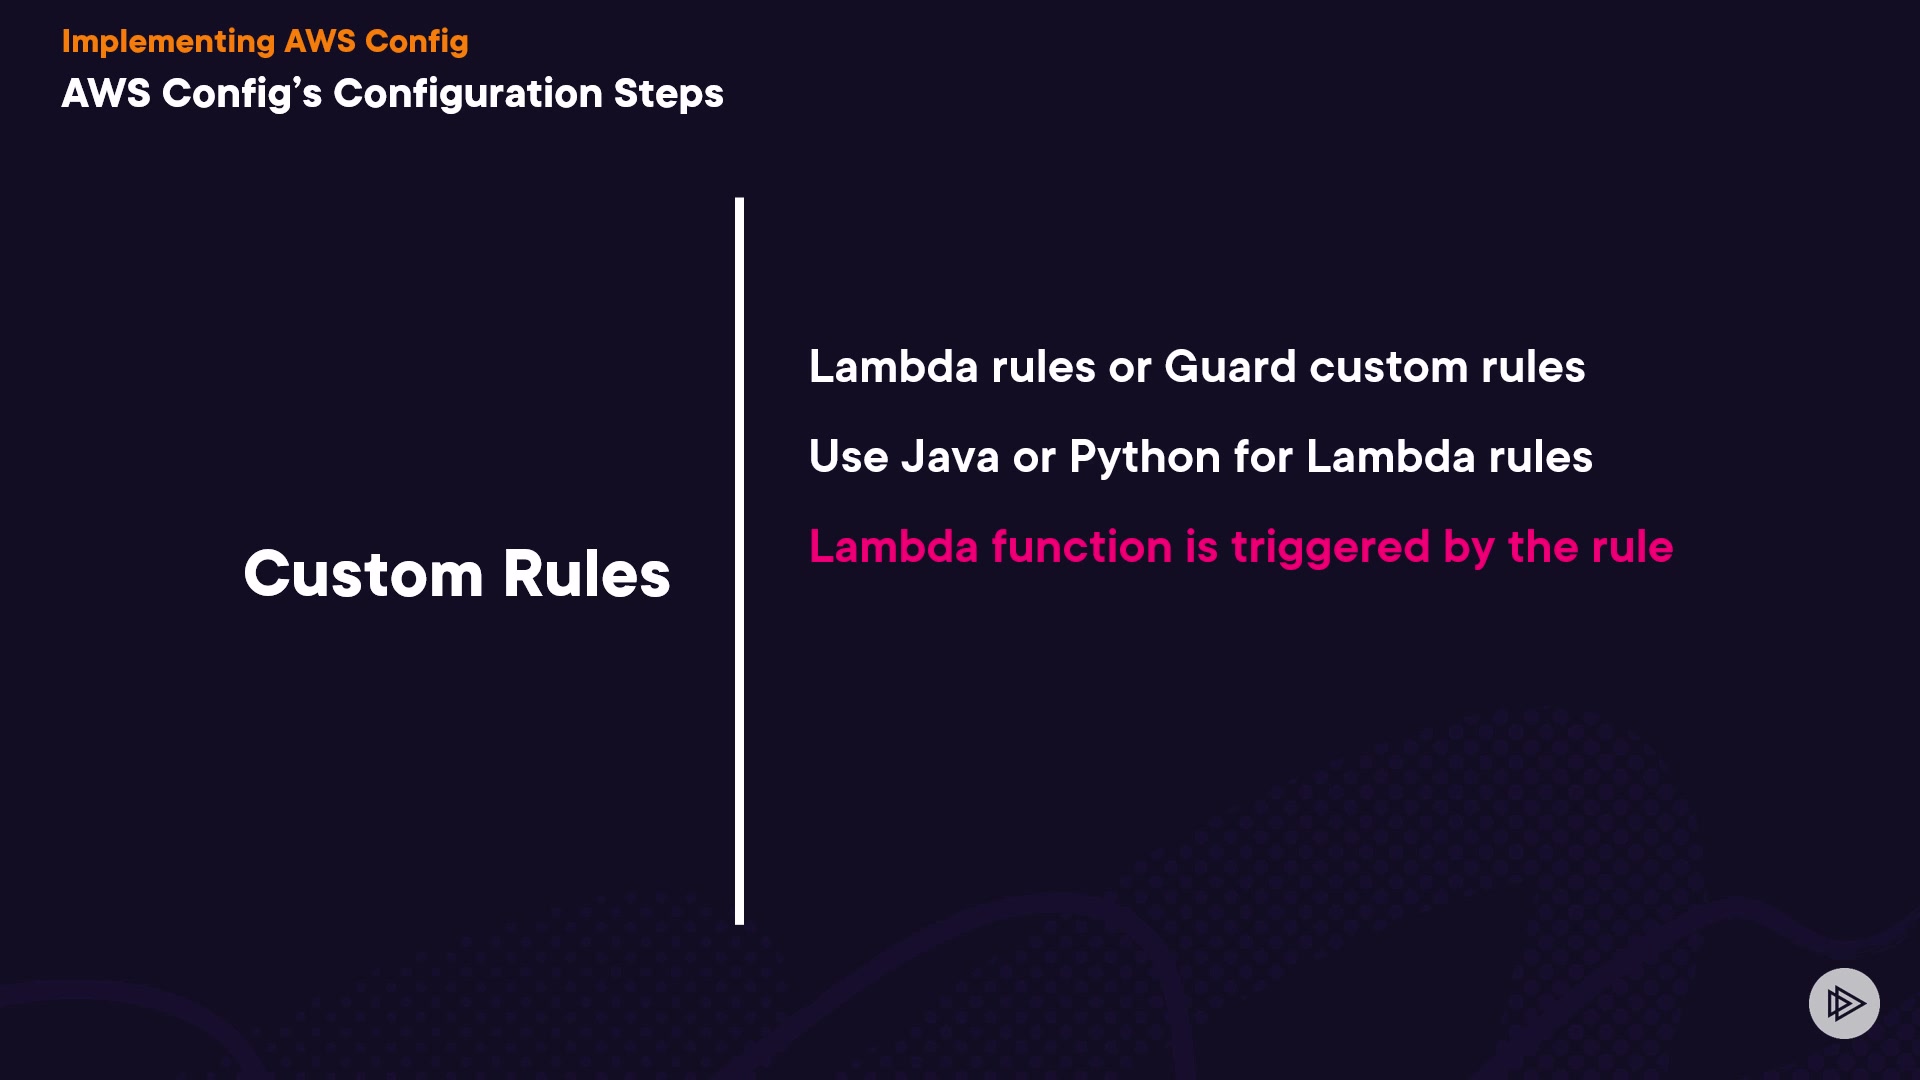 Implementing AWS Config
AWS Config’s Configuration Steps
Custom Rules
Lambda rules or Guard custom rules
Use Java or Python for Lambda rules
Lambda function is triggered by the rule